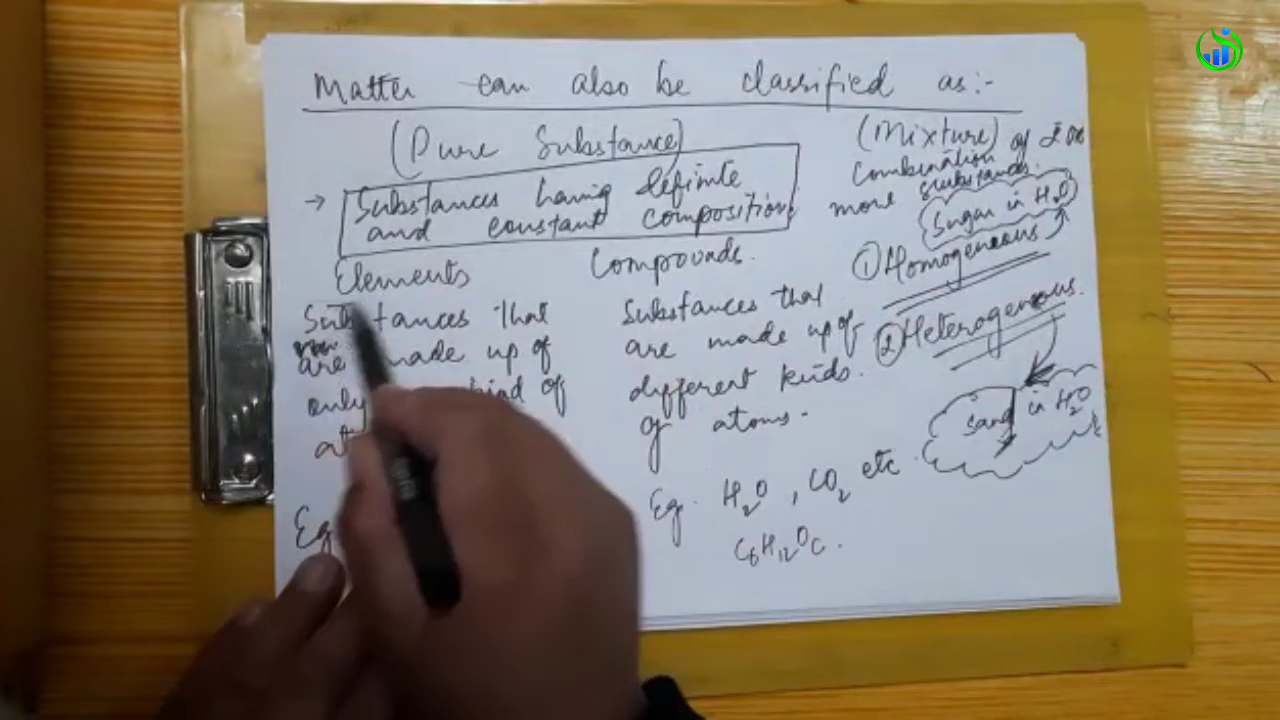 Matter can also be classified as:-
(Pure Substance)
→ Substances having definite
and constant composition
Elements
Substances that
are made up of
only kind of
Eg
Compounds.
Substances that
are made up of
different kinds.
of atoms.
Eg. H2O, CO2 etc.
(Mixture)
combination of 2 or
more substances.
Sugar in H2O
① Homogeneous
② Heterogeneous.
Sand in H2O